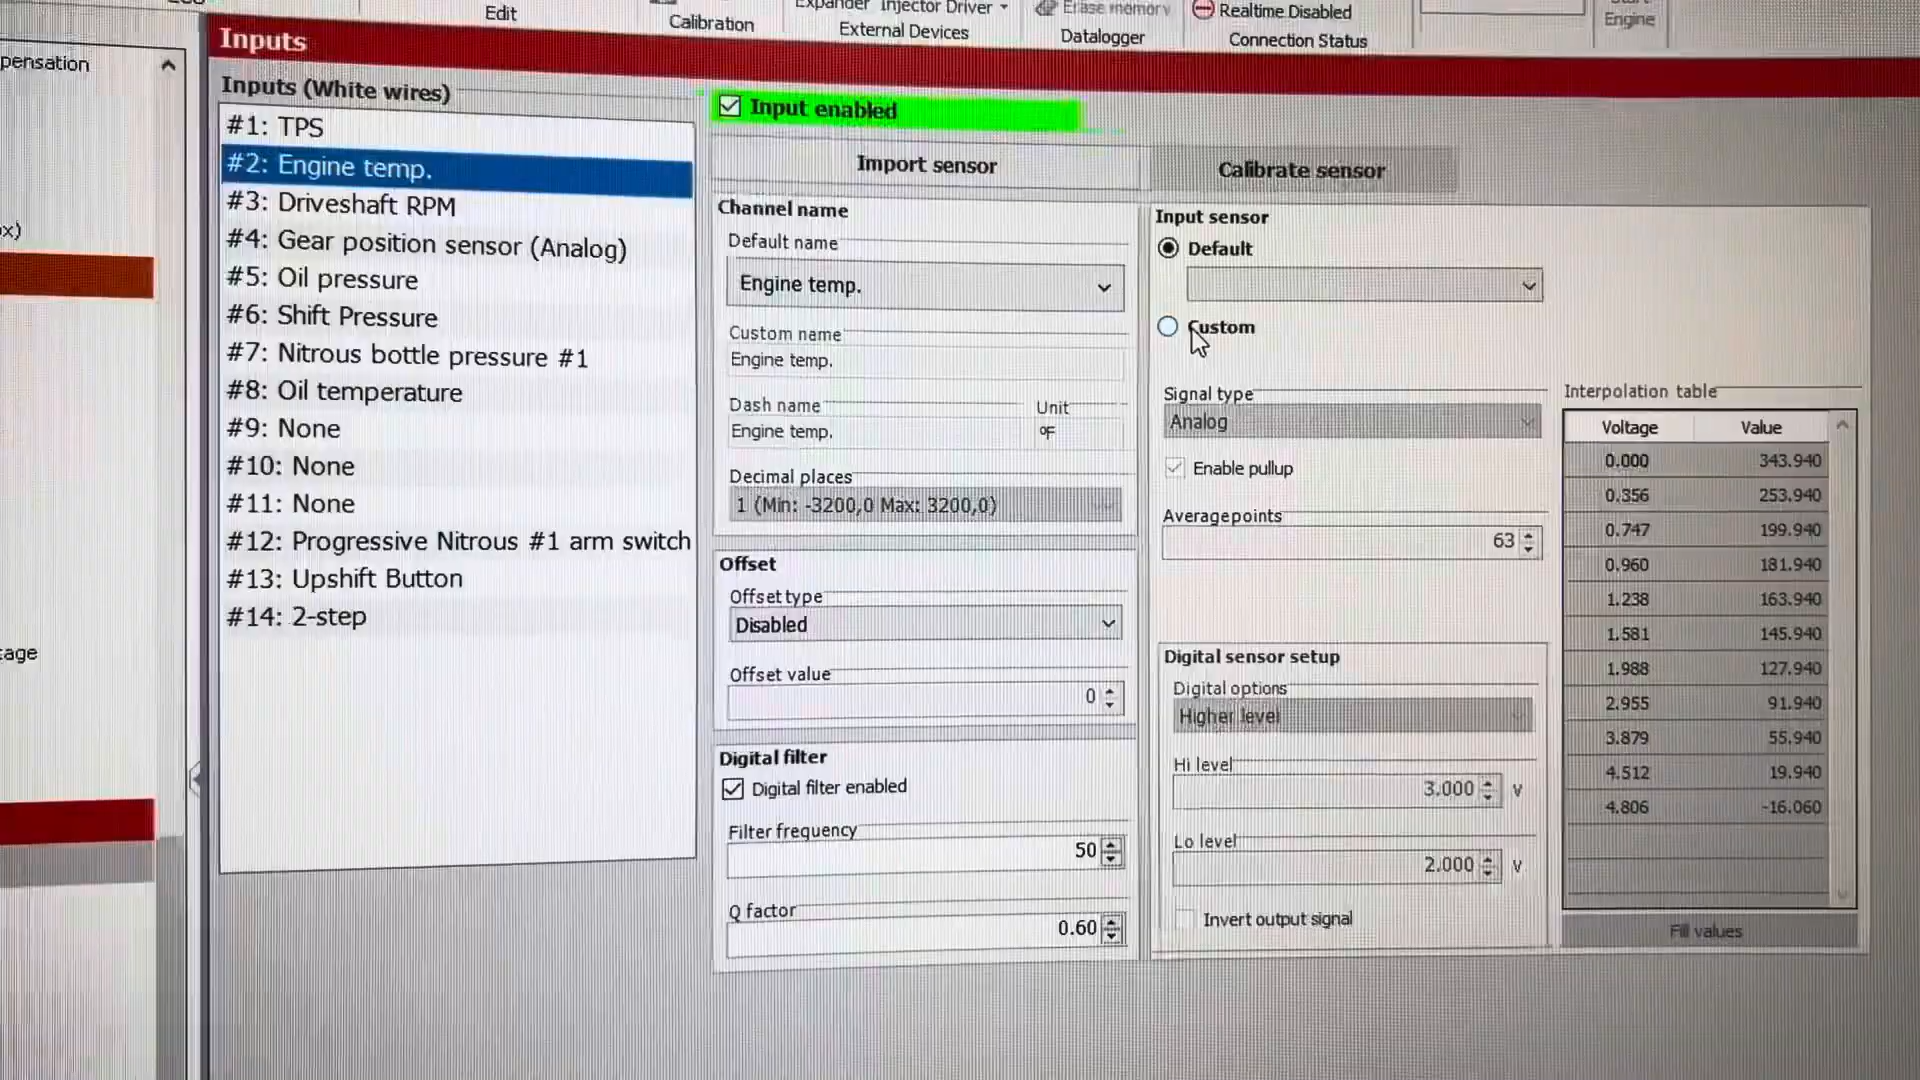 Edit
Calibration
Expander Injector Driver
External Devices
Erase memory
Datalogger
Realtime Disabled
Connection Status
Engine
pensation
Inputs
Inputs (White wires)
#1: TPS
#2: Engine temp.
#3: Driveshaft RPM
#4: Gear position sensor (Analog)
#5: Oil pressure
#6: Shift Pressure
#7: Nitrous bottle pressure #1
#8: Oil temperature
#9: None
#10: None
#11: None
#12: Progressive Nitrous #1 arm switch
#13: Upshift Button
#14: 2-step
Input enabled
Import sensor
Calibrate sensor
Channel name
Default name
Engine temp.
Custom name
Engine temp.
Dash name Unit
Engine temp. ºF
Decimal places
1 (Min: -3200,0 Max: 3200,0)
Offset
Offset type
Disabled
Offset value
0
Digital filter
Digital filter enabled
Filter frequency
50
Q factor
0.60
Input sensor
Default
Custom
Signal type
Analog
Enable pullup
Average points
63
Digital sensor setup
Digital options
Higher level
Hi level
3.000 V
Lo level
2.000 V
Invert output signal
Interpolation table
Voltage Value
0.000 343.940
0.356 253.940
0.747 199.940
0.960 181.940
1.238 163.940
1.581 145.940
1.988 127.940
2.955 91.940
3.879 55.940
4.512 19.940
4.806 -16.060
Fill values